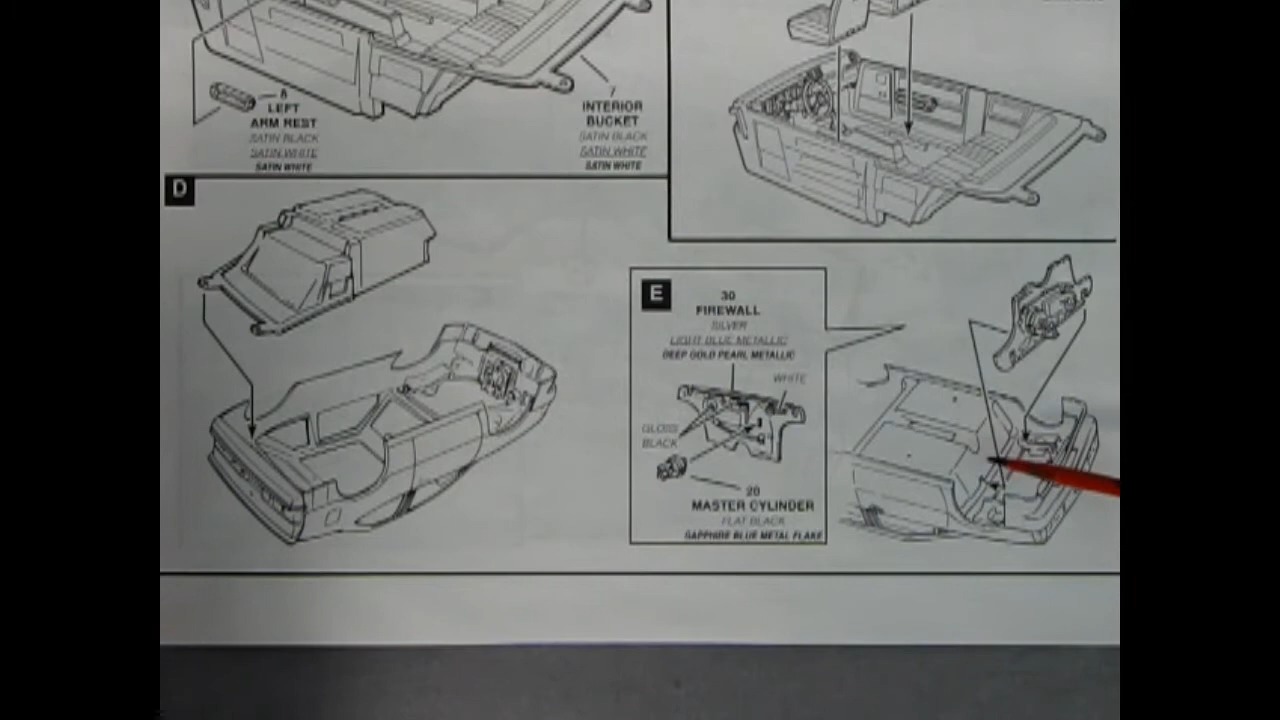 8
LEFT
ARM REST
SATIN BLACK
SATIN WHITE
SATIN WHITE
7
INTERIOR
BUCKET
SATIN BLACK
SATIN WHITE
SATIN WHITE
D
E
30
FIREWALL
SILVER
LIGHT BLUE METALLIC
DEEP GOLD PEARL METALLIC
WHITE
GLOSS
BLACK
20
MASTER CYLINDER
FLAT BLACK
SAPPHIRE BLUE METAL FLAKE